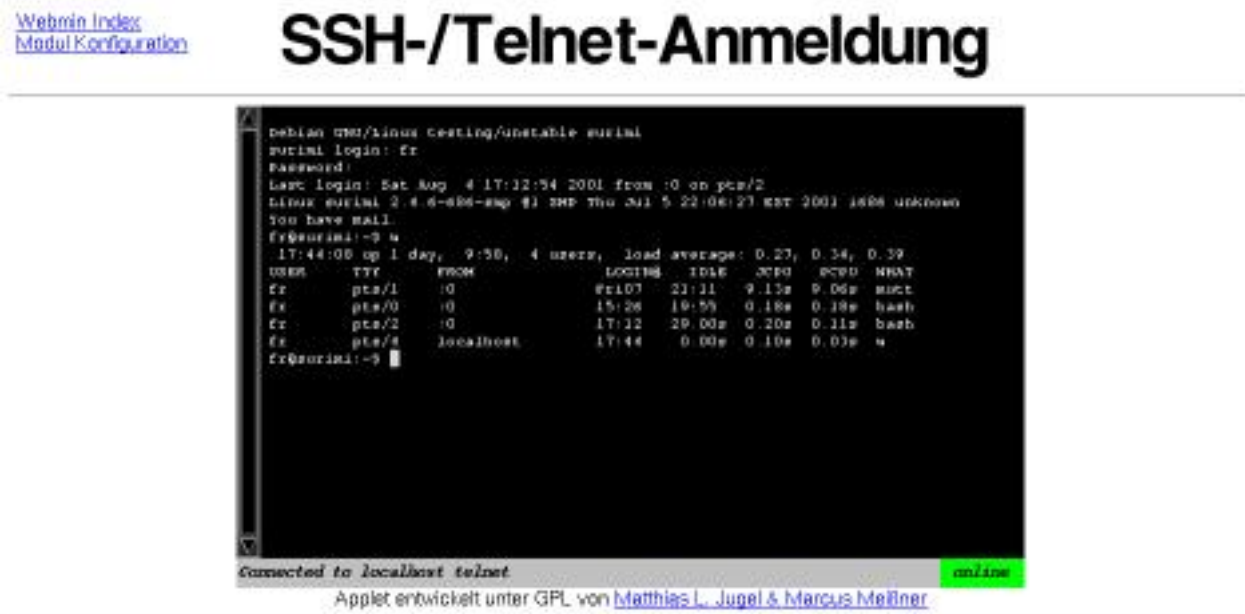 Webmin Index
Modul Konfiguration
SSH-/Telnet-Anmeldung
Debian GNU/Linux testing/unstable surimi
surimi login: fr
Password:
Last login: Sat Aug 4 17:12:54 2001 from :0 on pts/2
Linux surimi 2.4.6-686-smp #1 SMP Thu Jul 5 22:06:27 EST 2001 i686 unknown
You have mail.
fr@surimi:~$ w
17:44:08 up 1 day, 9:58, 4 users, load average: 0.27, 0.34, 0.39
USER TTY FROM LOGIN@ IDLE JCPU PCPU WHAT
fr pts/1 :0 Fri07 21:11 9.13s 9.06s mutt
fr pts/0 :0 15:26 19:55 0.18s 0.18s bash
fr pts/2 :0 17:12 29.00s 0.20s 0.11s bash
fr localhost 17:44 0.00s 0.10s 0.03s w
fr@surimi:~$
Connected to localhost telnet
online
Applet entwickelt unter GPL von Matthias L. Jugel & Marcus Meißner